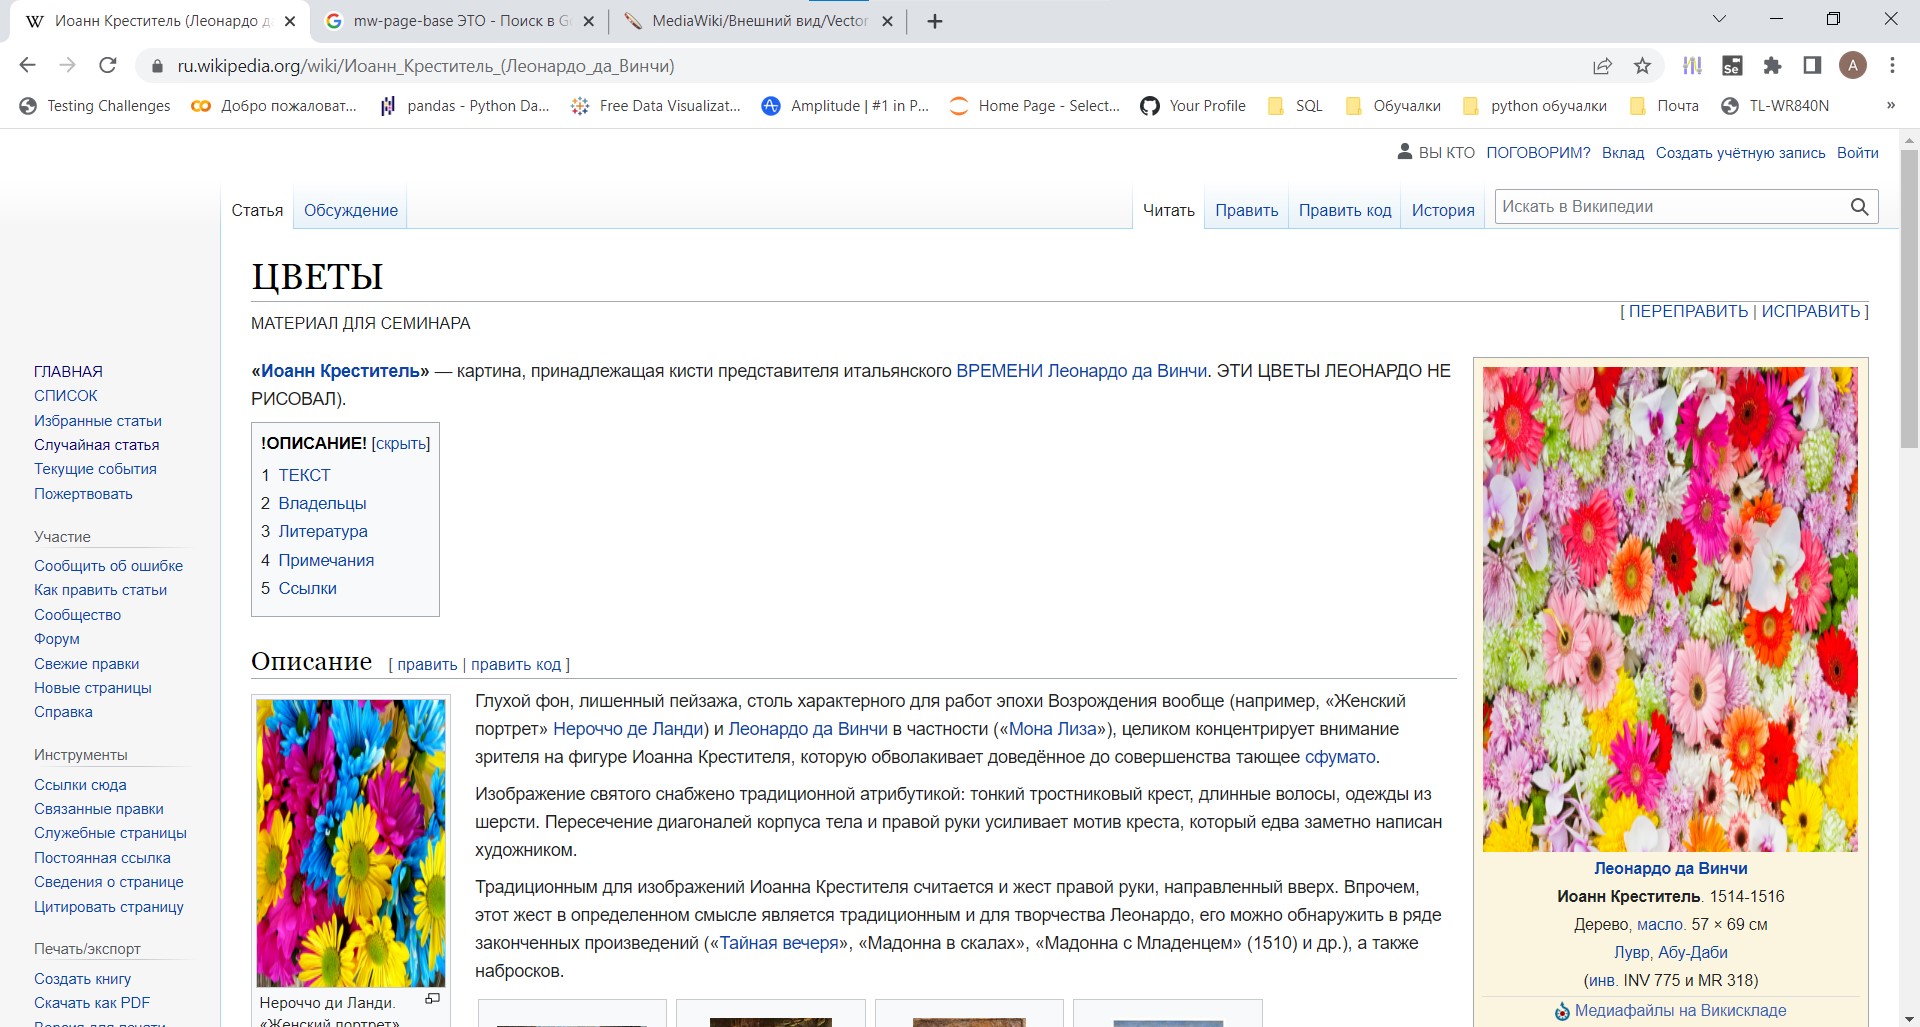 Иоанн Креститель (Леонардо д
mw-page-base ЭТО - Поиск в G
MediaWiki/Внешний вид/Vector
ru.wikipedia.org/wiki/Иоанн_Креститель_(Леонардо_да_Винчи)
Se
A
Testing Challenges
Добро пожаловат...
pandas - Python Da...
Free Data Visualizat...
Amplitude | #1 in P...
Home Page - Select...
Your Profile
SQL
Обучалки
python обучалки
Почта
TL-WR840N
»
ВЫ КТО ПОГОВОРИМ? Вклад Создать учётную запись Войти
Статья Обсуждение Читать Править Править код История Искать в Википедии
ЦВЕТЫ
[ ПЕРЕПРАВИТЬ | ИСПРАВИТЬ ]
МАТЕРИАЛ ДЛЯ СЕМИНАРА
ГЛАВНАЯ
СПИСОК
Избранные статьи
Случайная статья
Текущие события
Пожертвовать
Участие
Сообщить об ошибке
Как править статьи
Сообщество
Форум
Свежие правки
Новые страницы
Справка
Инструменты
Ссылки сюда
Связанные правки
Служебные страницы
Постоянная ссылка
Сведения о странице
Цитировать страницу
Печать/экспорт
Создать книгу
Скачать как PDF
Версия для печати
«Иоанн Креститель» — картина, принадлежащая кисти представителя итальянского ВРЕМЕНИ Леонардо да Винчи. ЭТИ ЦВЕТЫ ЛЕОНАРДО НЕ
РИСОВАЛ).
!ОПИСАНИЕ! [скрыть]
1 ТЕКСТ
2 Владельцы
3 Литература
4 Примечания
5 Ссылки
Описание [ править | править код ]
Глухой фон, лишенный пейзажа, столь характерного для работ эпохи Возрождения вообще (например, «Женский
портрет» Нероччо де Ланди) и Леонардо да Винчи в частности («Мона Лиза»), целиком концентрирует внимание
зрителя на фигуре Иоанна Крестителя, которую обволакивает доведённое до совершенства тающее сфумато.
Изображение святого снабжено традиционной атрибутикой: тонкий тростниковый крест, длинные волосы, одежды из
шерсти. Пересечение диагоналей корпуса тела и правой руки усиливает мотив креста, который едва заметно написан
художником.
Традиционным для изображений Иоанна Крестителя считается и жест правой руки, направленный вверх. Впрочем,
этот жест в определенном смысле является традиционным и для творчества Леонардо, его можно обнаружить в ряде
законченных произведений («Тайная вечеря», «Мадонна в скалах», «Мадонна с Младенцем» (1510) и др.), а также
набросков.
Нероччо ди Ланди.
«Женский портрет»
Леонардо да Винчи
Иоанн Креститель. 1514-1516
Дерево, масло. 57 × 69 см
Лувр, Абу-Даби
(инв. INV 775 и MR 318)
Медиафайлы на Викискладе